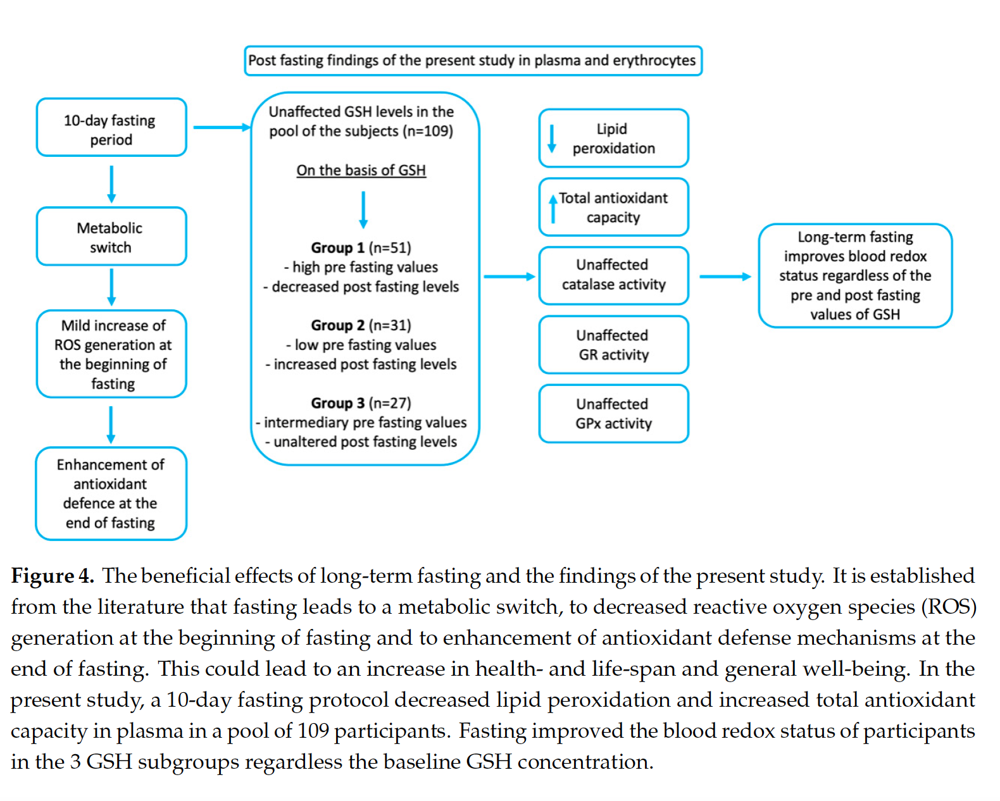 Post fasting findings of the present study in plasma and erythrocytes
10-day fasting
period
Metabolic
switch
Mild increase of
ROS generation at
the beginning of
fasting
Enhancement of
antioxidant
defence at the
end of fasting
Unaffected GSH levels in the
pool of the subjects (n=109)
On the basis of GSH
Group 1 (n=51)
- high pre fasting values
- decreased post fasting levels
Group 2 (n=31)
- low pre fasting values
- increased post fasting levels
Group 3 (n=27)
- intermediary pre fasting values
- unaltered post fasting levels
Lipid
peroxidation
Total antioxidant
capacity
Unaffected
catalase activity
Unaffected
GR activity
Unaffected
GPx activity
Long-term fasting
improves blood redox
status regardless of the
pre and post fasting
values of GSH
Figure 4. The beneficial effects of long-term fasting and the findings of the present study. It is established
from the literature that fasting leads to a metabolic switch, to decreased reactive oxygen species (ROS)
generation at the beginning of fasting and to enhancement of antioxidant defense mechanisms at the
end of fasting. This could lead to an increase in health- and life-span and general well-being. In the
present study, a 10-day fasting protocol decreased lipid peroxidation and increased total antioxidant
capacity in plasma in a pool of 109 participants. Fasting improved the blood redox status of participants
in the 3 GSH subgroups regardless the baseline GSH concentration.